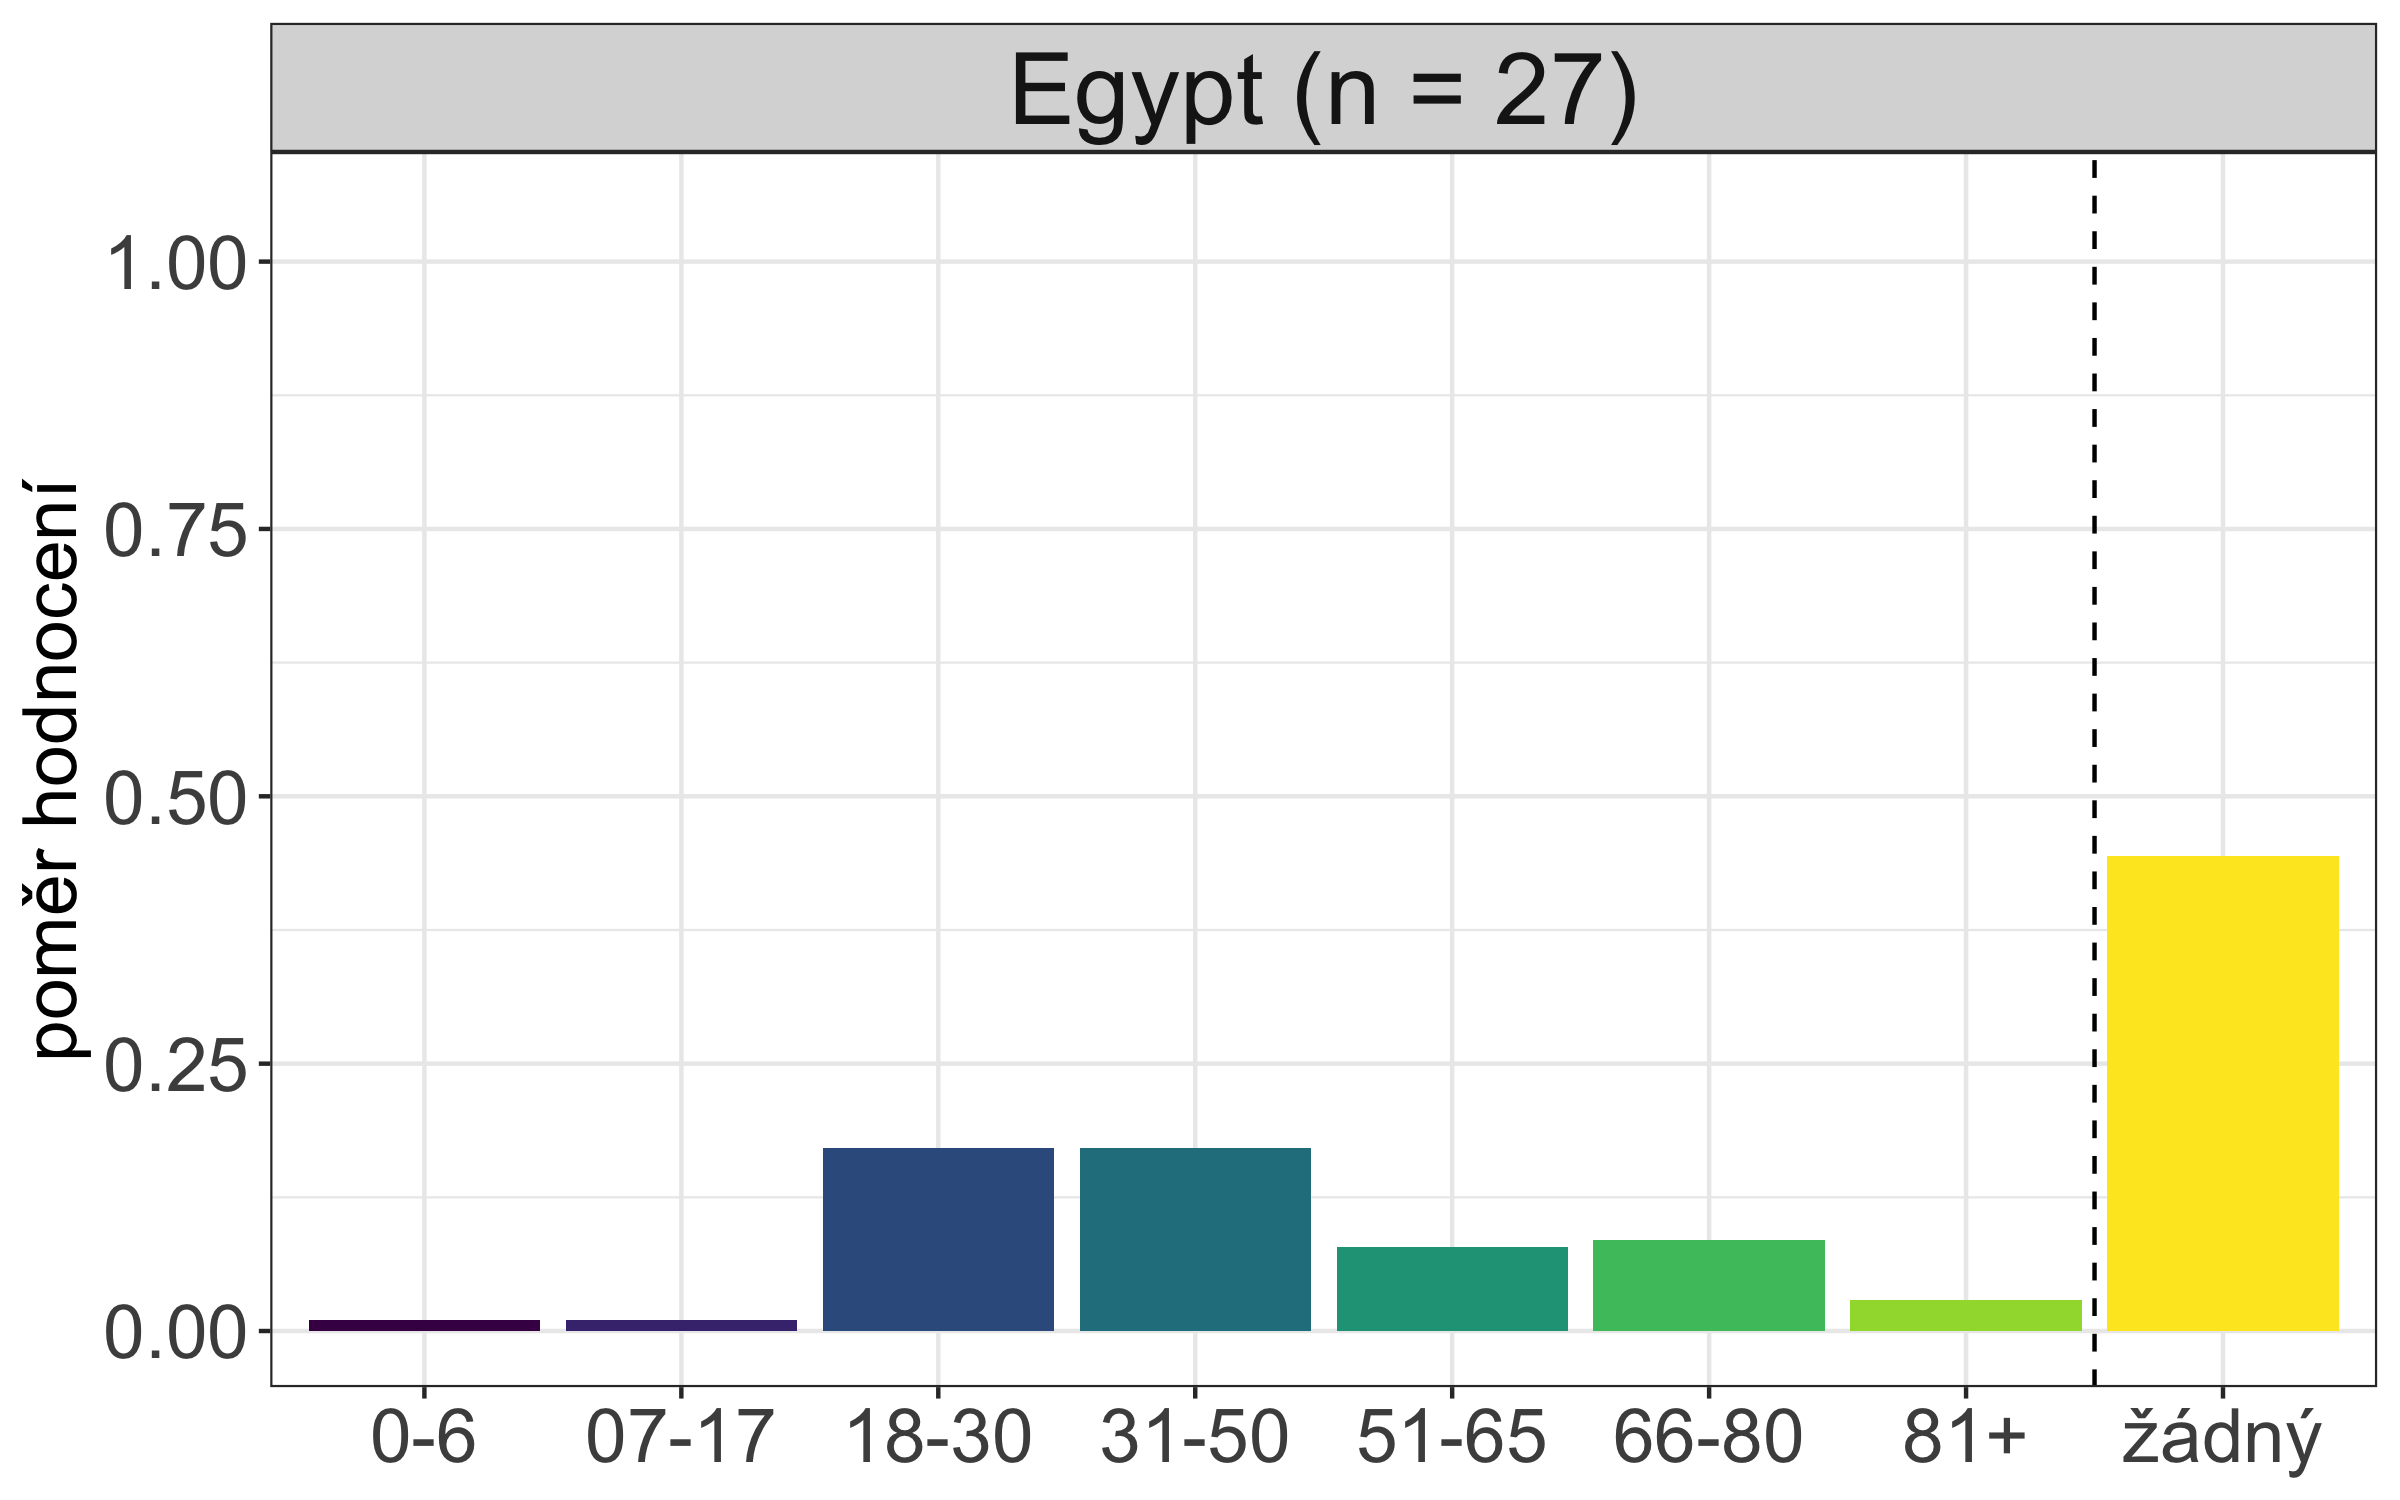 Egypt (n = 27)
poměr hodnocení
1.00
0.75
0.50
0.25
0.00
0-6 07-17 18-30 31-50 51-65 66-80 81+ žádný